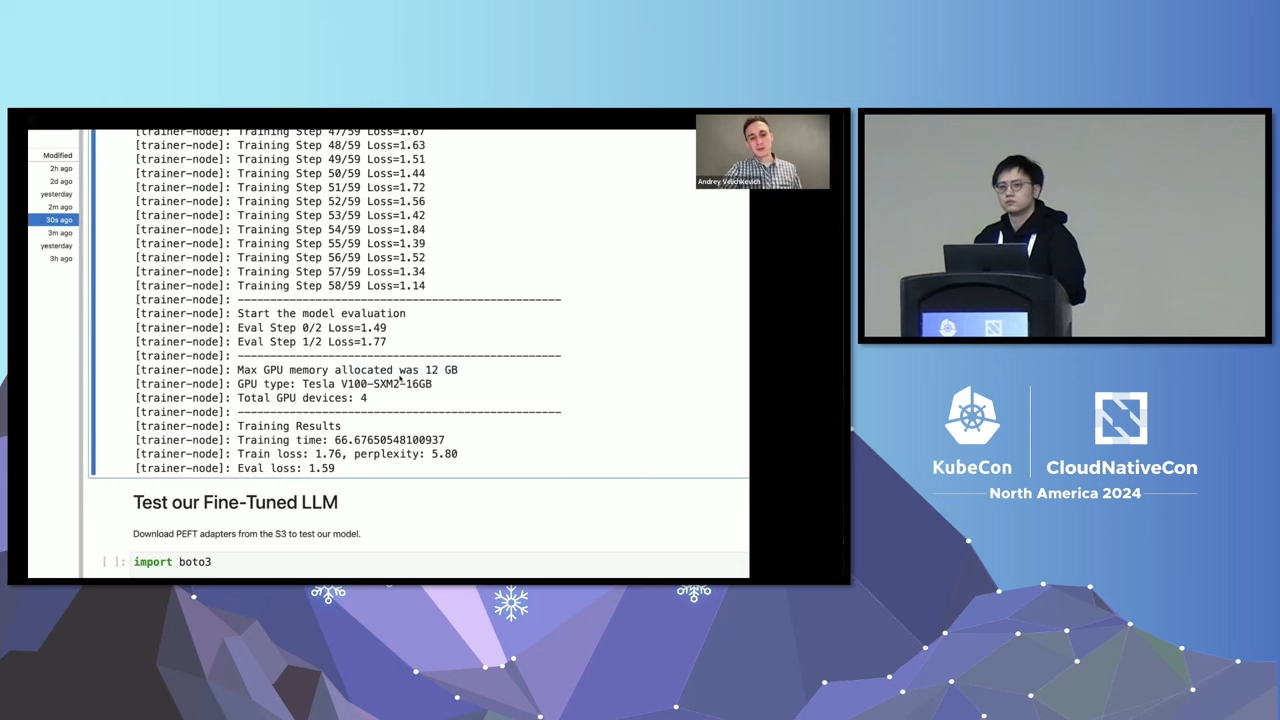 Modified
2h ago
2d ago
yesterday
2m ago
30s ago
3m ago
yesterday
3h ago
[trainer-node]: Training Step 47/59 Loss=1.67
[trainer-node]: Training Step 48/59 Loss=1.63
[trainer-node]: Training Step 49/59 Loss=1.51
[trainer-node]: Training Step 50/59 Loss=1.44
[trainer-node]: Training Step 51/59 Loss=1.72
[trainer-node]: Training Step 52/59 Loss=1.56
[trainer-node]: Training Step 53/59 Loss=1.42
[trainer-node]: Training Step 54/59 Loss=1.84
[trainer-node]: Training Step 55/59 Loss=1.39
[trainer-node]: Training Step 56/59 Loss=1.52
[trainer-node]: Training Step 57/59 Loss=1.34
[trainer-node]: Training Step 58/59 Loss=1.14
[trainer-node]: --------------------------------------------------
[trainer-node]: Start the model evaluation
[trainer-node]: Eval Step 0/2 Loss=1.49
[trainer-node]: Eval Step 1/2 Loss=1.77
[trainer-node]: --------------------------------------------------
[trainer-node]: Max GPU memory allocated was 12 GB
[trainer-node]: GPU type: Tesla V100-SXM2-16GB
[trainer-node]: Total GPU devices: 4
[trainer-node]: --------------------------------------------------
[trainer-node]: Training Results
[trainer-node]: Training time: 66.67650548100937
[trainer-node]: Train loss: 1.76, perplexity: 5.80
[trainer-node]: Eval loss: 1.59
Test our Fine-Tuned LLM
Download PEFT adapters from the S3 to test our model.
[ ]: import boto3
Andrey Velichkevich
KubeCon
CloudNativeCon
North America 2024